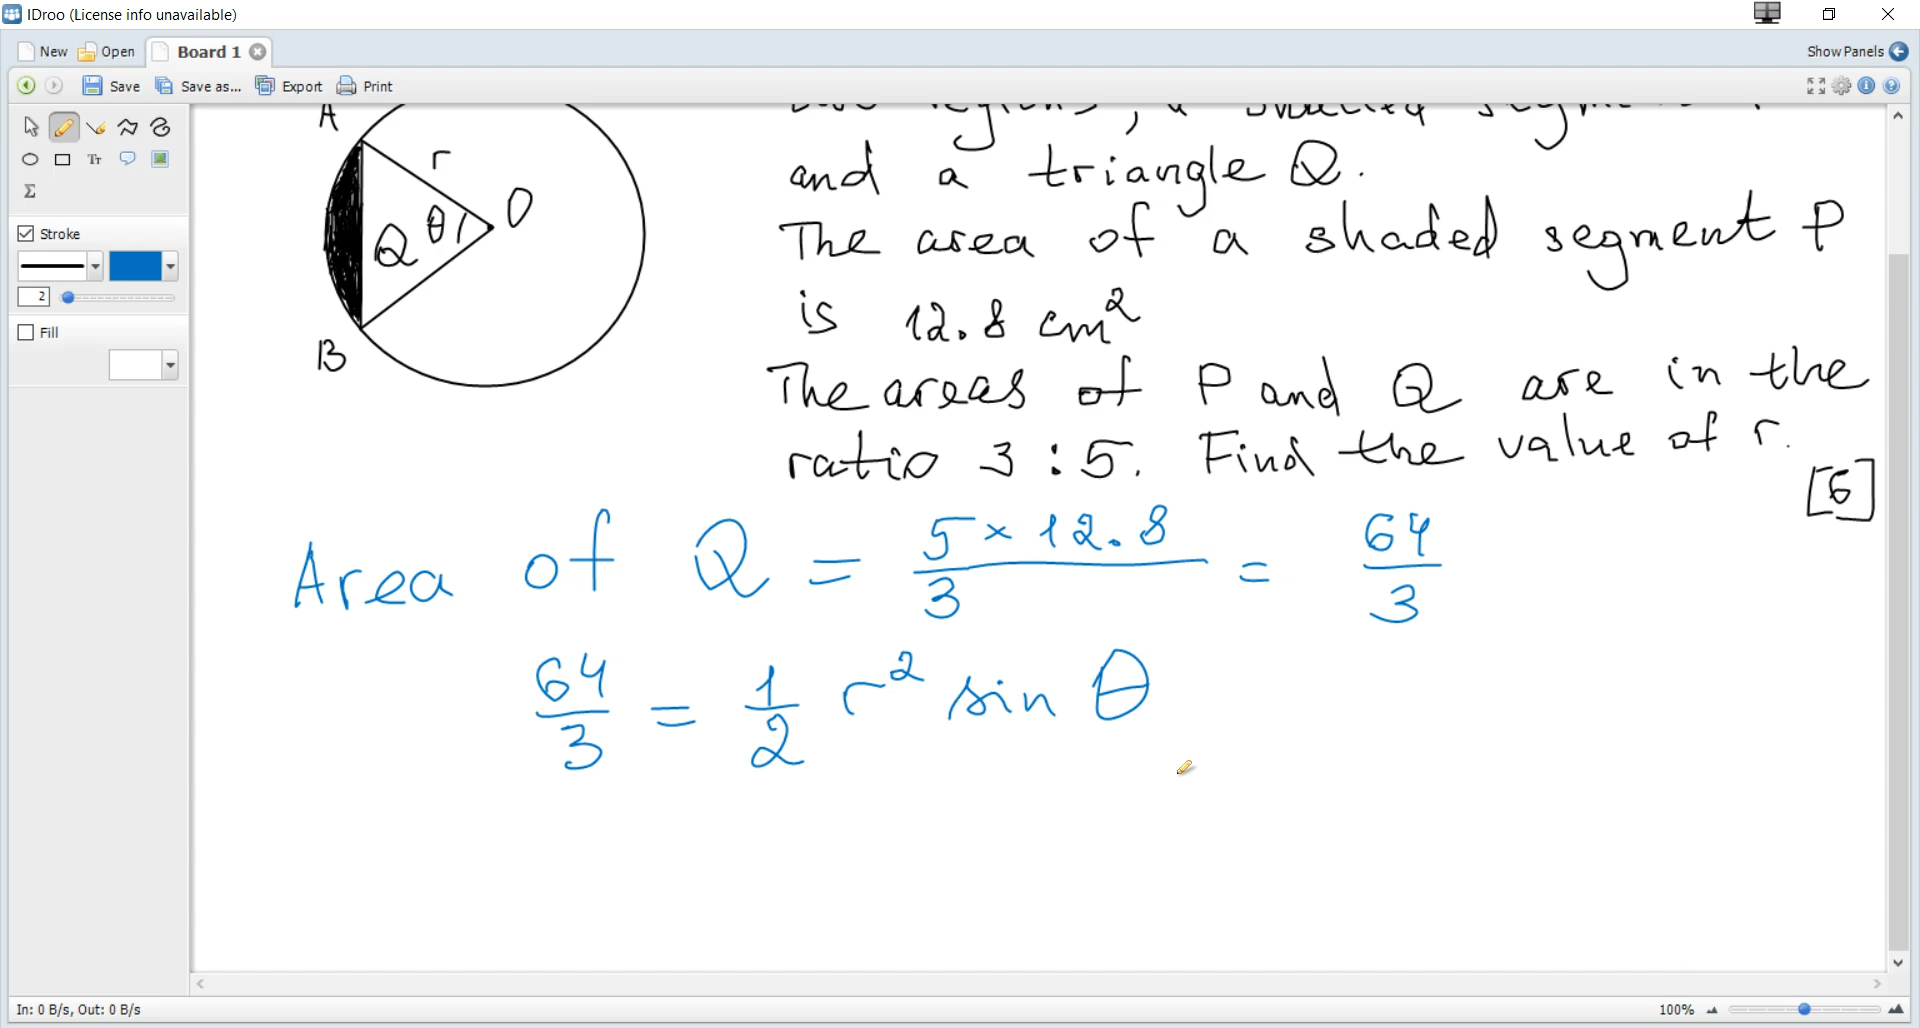 IDroo (License info unavailable)
New Open Board 1 Show Panels
Save Save as... Export Print
Tr
Σ
Stroke
2
Fill
A
r
O
Q θ
B
and a triangle Q.
The area of a shaded segment P
is 12.8 cm²
The areas of P and Q are in the
ratio 3 : 5. Find the value of r.
[6]
Area of Q = 5 × 12.8 / 3 = 64 / 3
64 / 3 = 1 / 2 r² sin θ
In: 0 B/s, Out: 0 B/s 100%